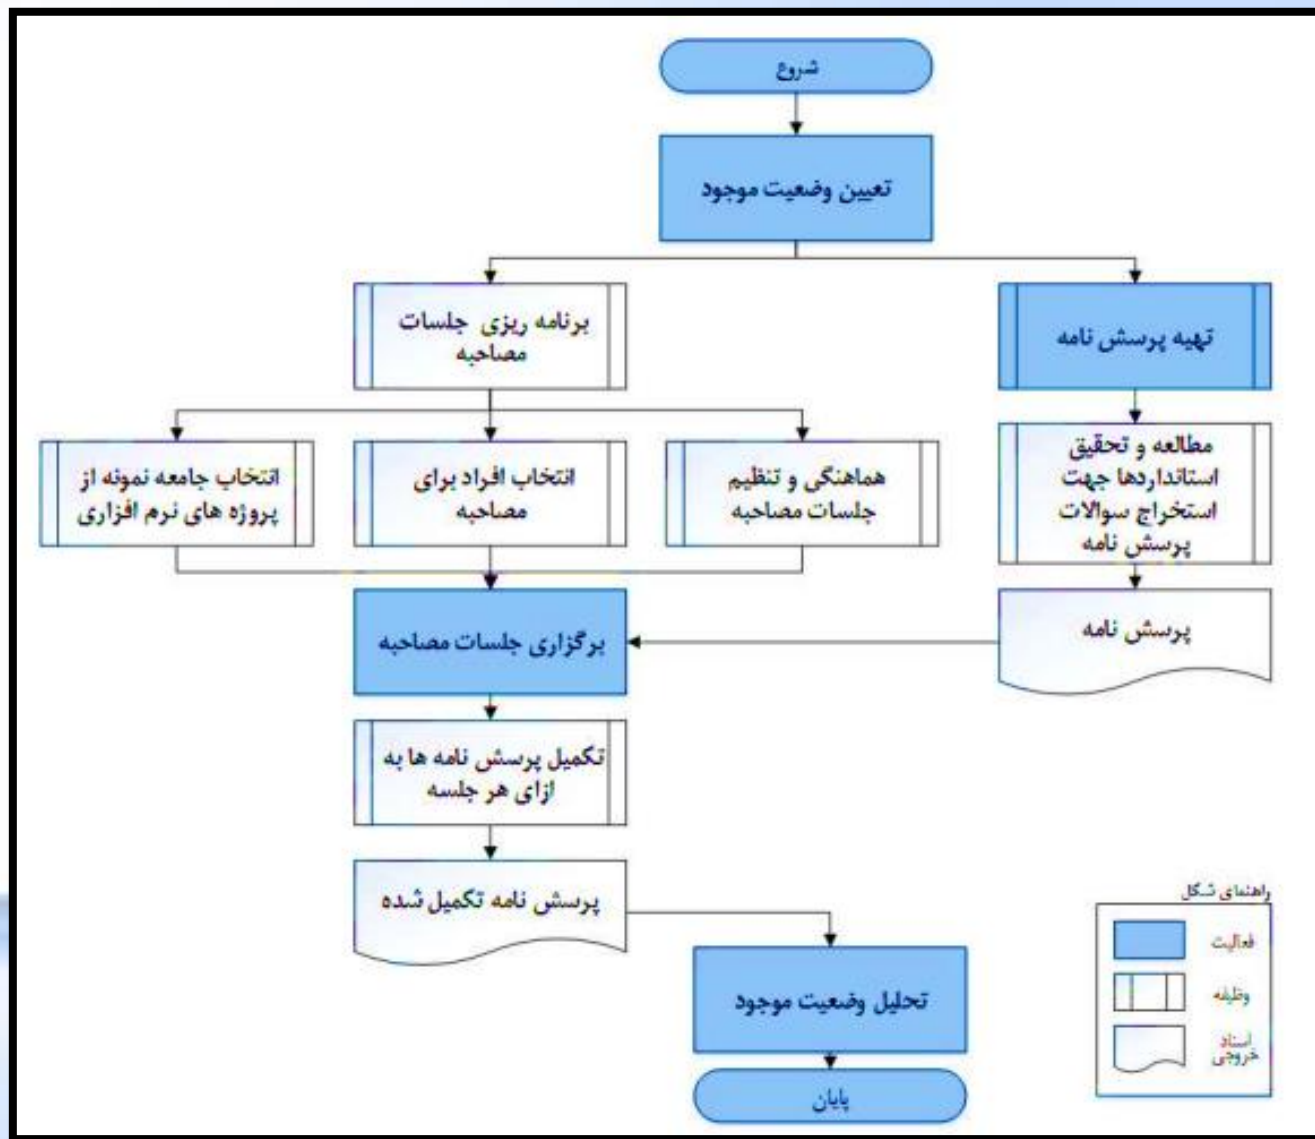 شروع
تعیین وضعیت موجود
تهیه پرسش نامه
برنامه ریزی جلسات
مصاحبه
مطالعه و تحقیق
استانداردها جهت
استخراج سوالات
پرسش نامه
هماهنگی و تنظیم
جلسات مصاحبه
انتخاب افراد برای
مصاحبه
انتخاب جامعه نمونه از
پروژه های نرم افزاری
پرسش نامه
برگزاری جلسات مصاحبه
تکمیل پرسش نامه ها به
ازای هر جلسه
پرسش نامه تکمیل شده
تحلیل وضعیت موجود
پایان
راهنمای شکل
فعالیت
وظیفه
اسناد
خروجی